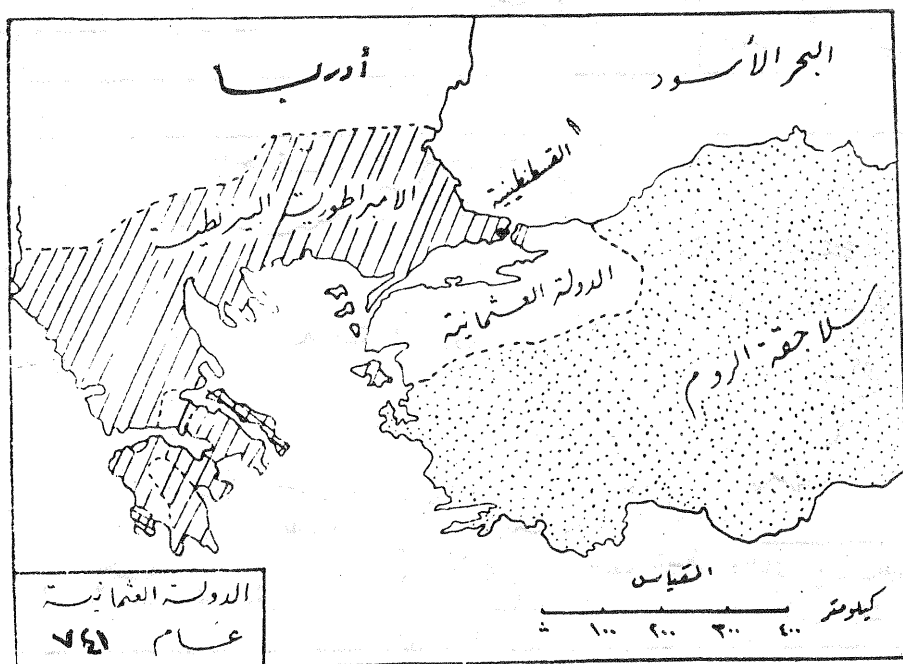 أوربا
البحر الأسود
القسطنطينية
الامبراطورية البيزنطية
الدولة العثمانية
سلاجقة الروم
المقياس
كيلومتر
١٠٠ ٢٠٠ ٣٠٠ ٤٠٠
الدولة العثمانية
عام ٧٤١